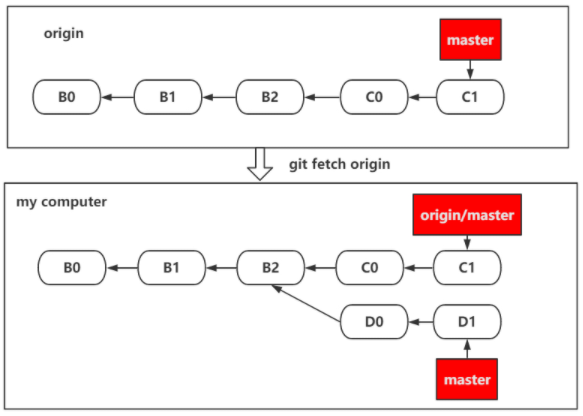 origin
master
B0 B1 B2 C0 C1
git fetch origin
my computer
origin/master
B0 B1 B2 C0 C1
D0 D1
master